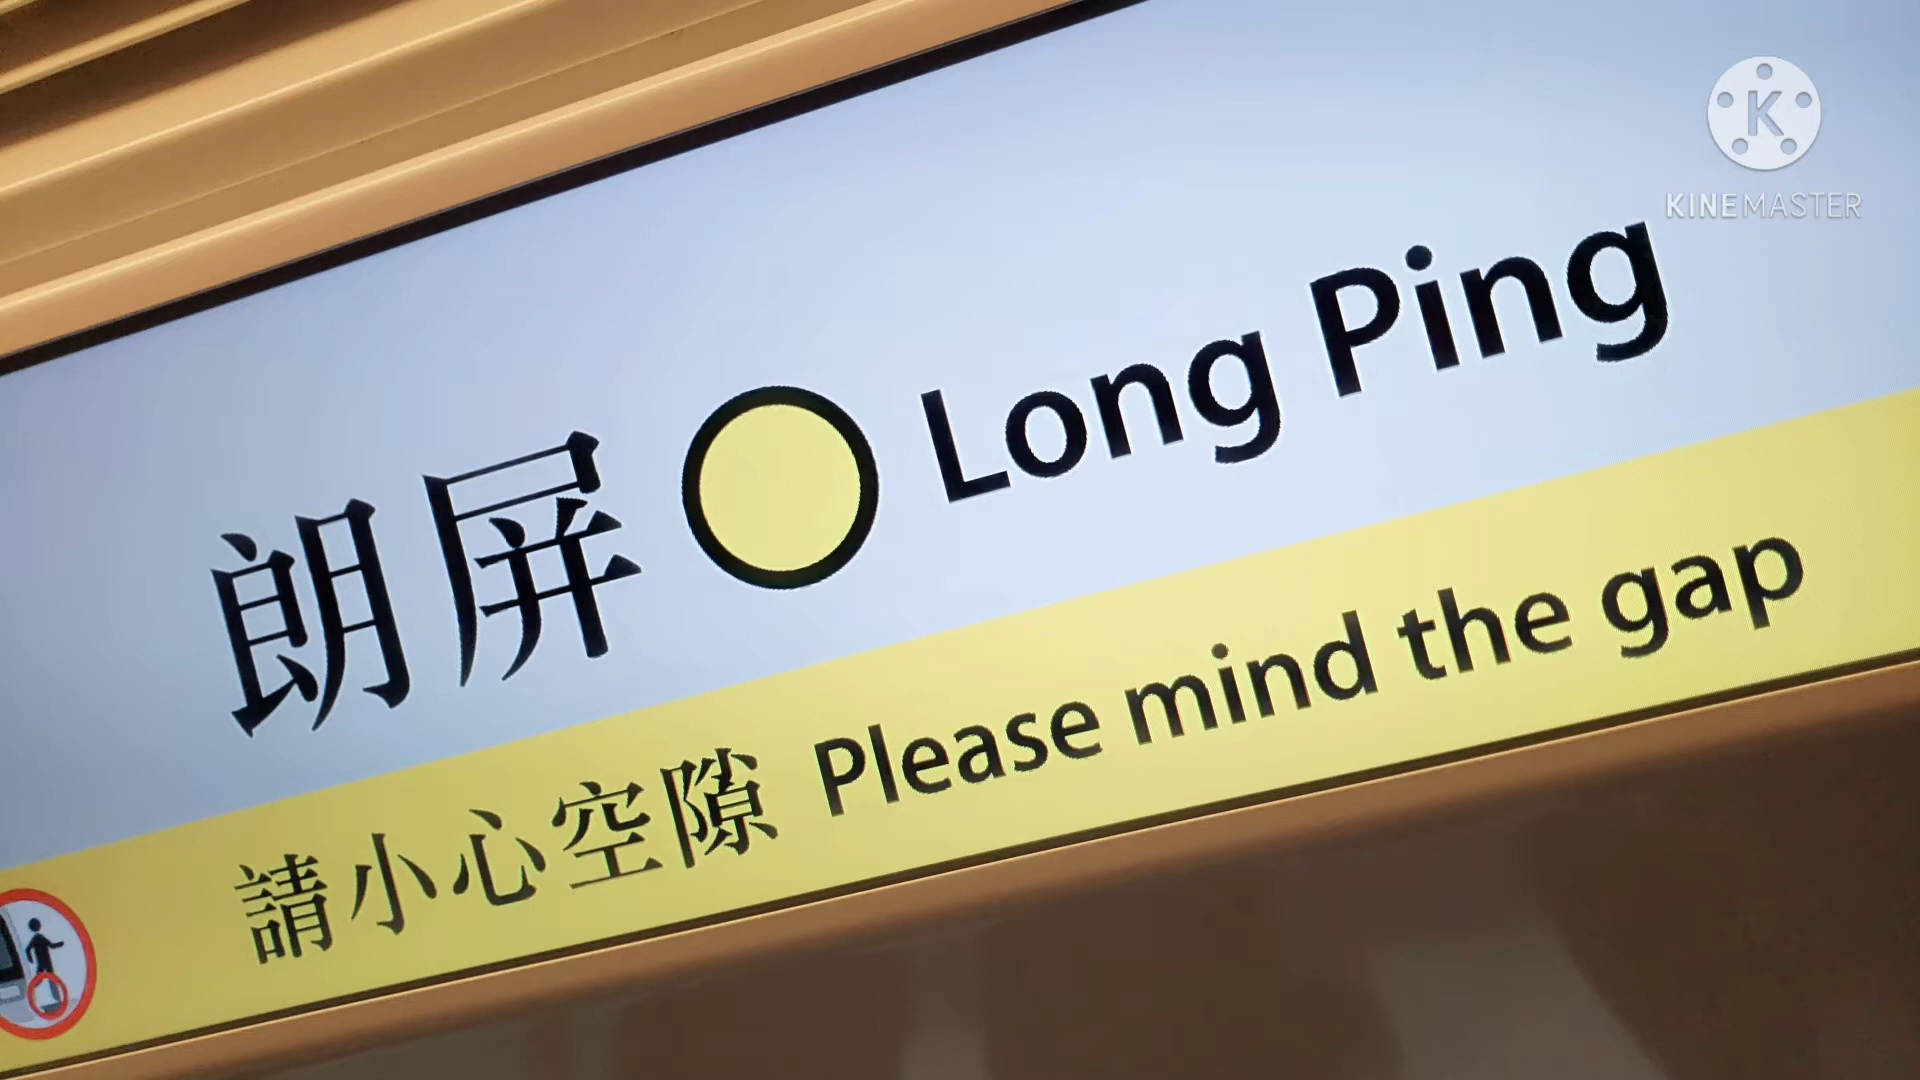 朗屏 Long Ping
請小心空隙 Please mind the gap
K
KINEMASTER